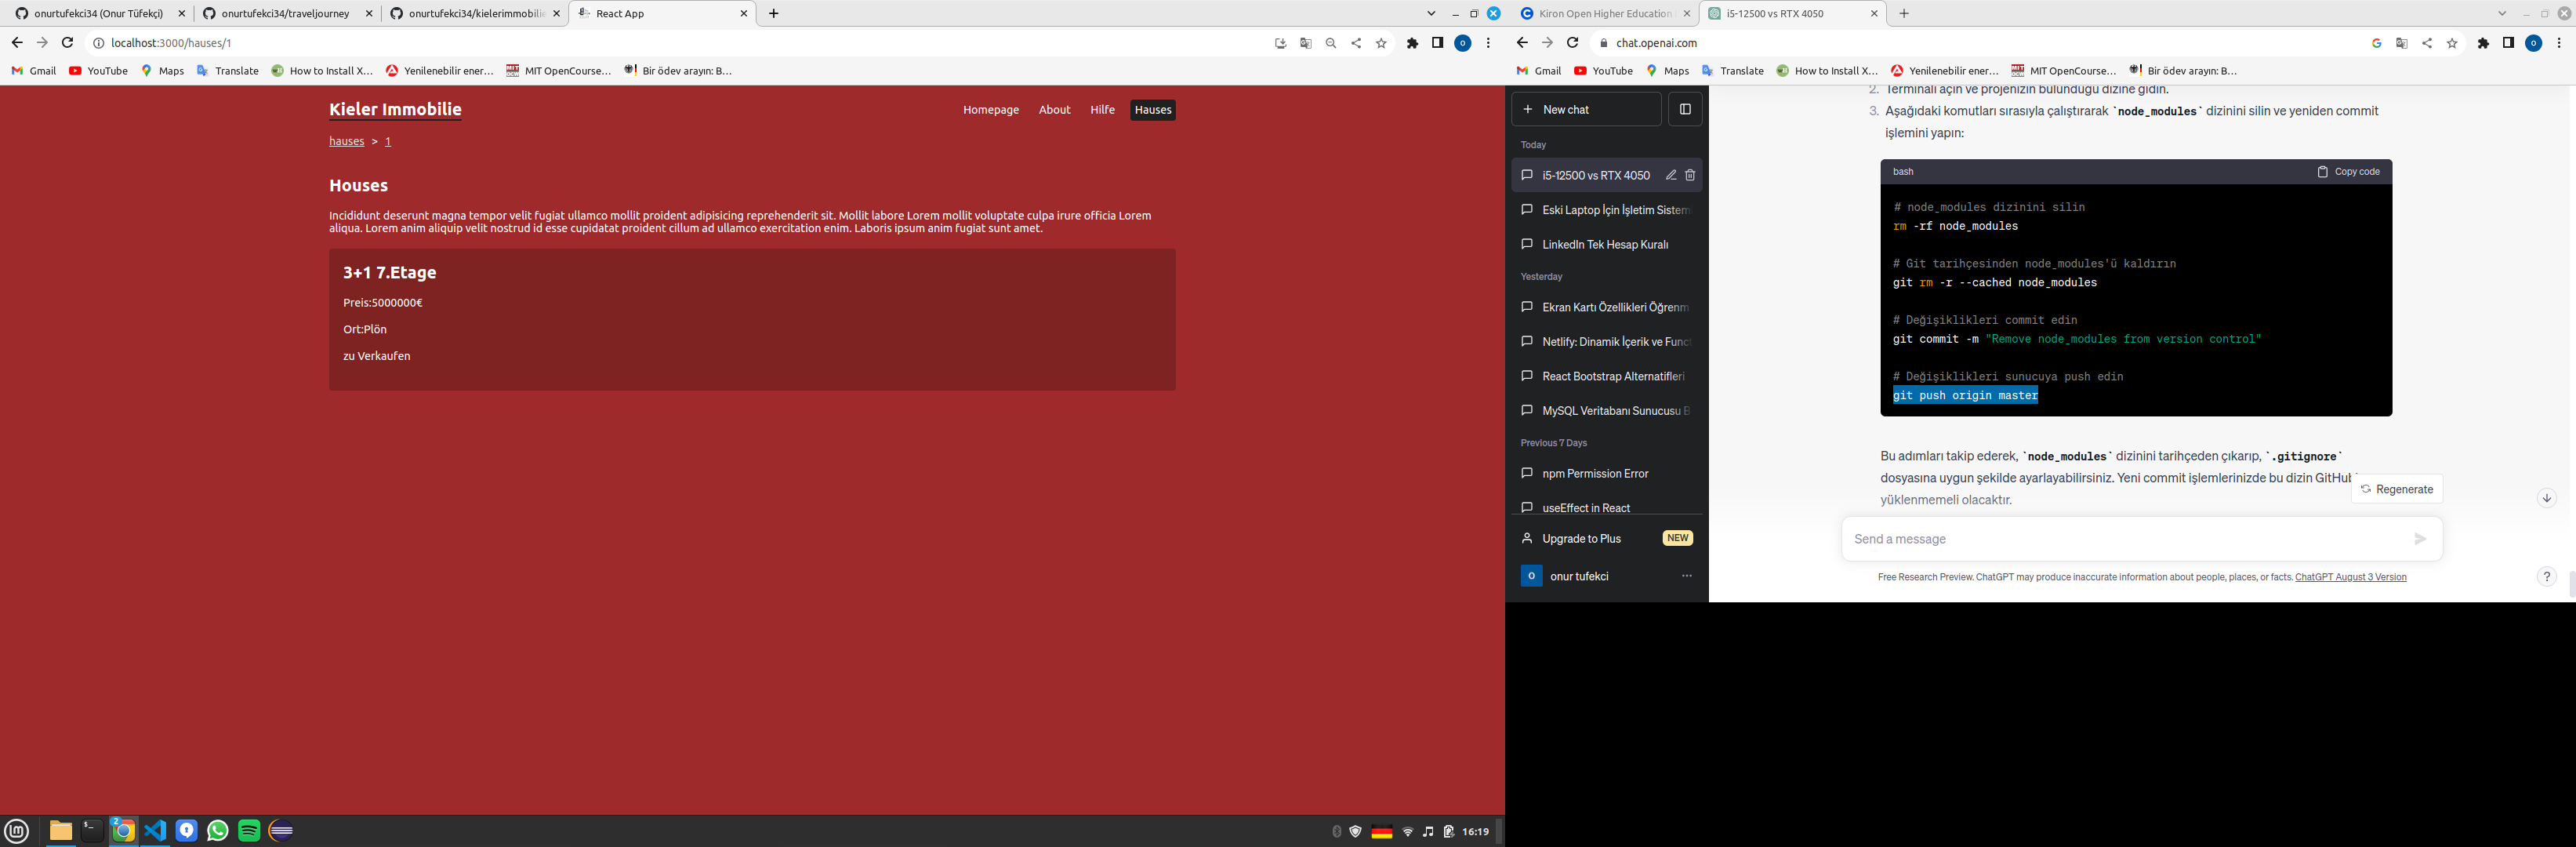 onurtufekci34 (Onur Tüfekçi)
onurtufekci34/traveljourney
onurtufekci34/kielerimmobilie
React App
localhost:3000/hauses/1
Gmail
YouTube
Maps
Translate
How to Install X...
Yenilenebilir ener...
MIT OpenCourse...
Bir ödev arayın: B...
Kieler Immobilie
Homepage
About
Hilfe
Hauses
hauses > 1
Houses
Incididunt deserunt magna tempor velit fugiat ullamco mollit proident adipisicing reprehenderit sit. Mollit labore Lorem mollit voluptate culpa irure officia Lorem
aliqua. Lorem anim aliquip velit nostrud id esse cupidatat proident cillum ad ullamco exercitation enim. Laboris ipsum anim fugiat sunt amet.
3+1 7.Etage
Preis:5000000€
Ort:Plön
zu Verkaufen
2
16:19
Kiron Open Higher Education
i5-12500 vs RTX 4050
chat.openai.com
Gmail
YouTube
Maps
Translate
How to Install X...
Yenilenebilir ener...
MIT OpenCourse...
Bir ödev arayın: B...
New chat
Today
i5-12500 vs RTX 4050
Eski Laptop İçin İşletim Sistem
LinkedIn Tek Hesap Kuralı
Yesterday
Ekran Kartı Özellikleri Öğrenm
Netlify: Dinamik İçerik ve Funct
React Bootstrap Alternatifleri
MySQL Veritabanı Sunucusu B
Previous 7 Days
npm Permission Error
useEffect in React
Upgrade to Plus NEW
O onur tufekci
2. Terminali açın ve projenizin bulunduğu dizine gidin.
3. Aşağıdaki komutları sırasıyla çalıştırarak `node_modules` dizinini silin ve yeniden commit
işlemini yapın:
bash
Copy code
# node_modules dizinini silin
rm -rf node_modules
# Git tarihçesinden node_modules'ü kaldırın
git rm -r --cached node_modules
# Değişiklikleri commit edin
git commit -m "Remove node_modules from version control"
# Değişiklikleri sunucuya push edin
git push origin master
Bu adımları takip ederek, `node_modules` dizinini tarihçeden çıkarıp, `.gitignore`
dosyasına uygun şekilde ayarlayabilirsiniz. Yeni commit işlemlerinizde bu dizin GitHub
yüklenmemeli olacaktır.
Regenerate
Send a message
Free Research Preview. ChatGPT may produce inaccurate information about people, places, or facts. ChatGPT August 3 Version
?